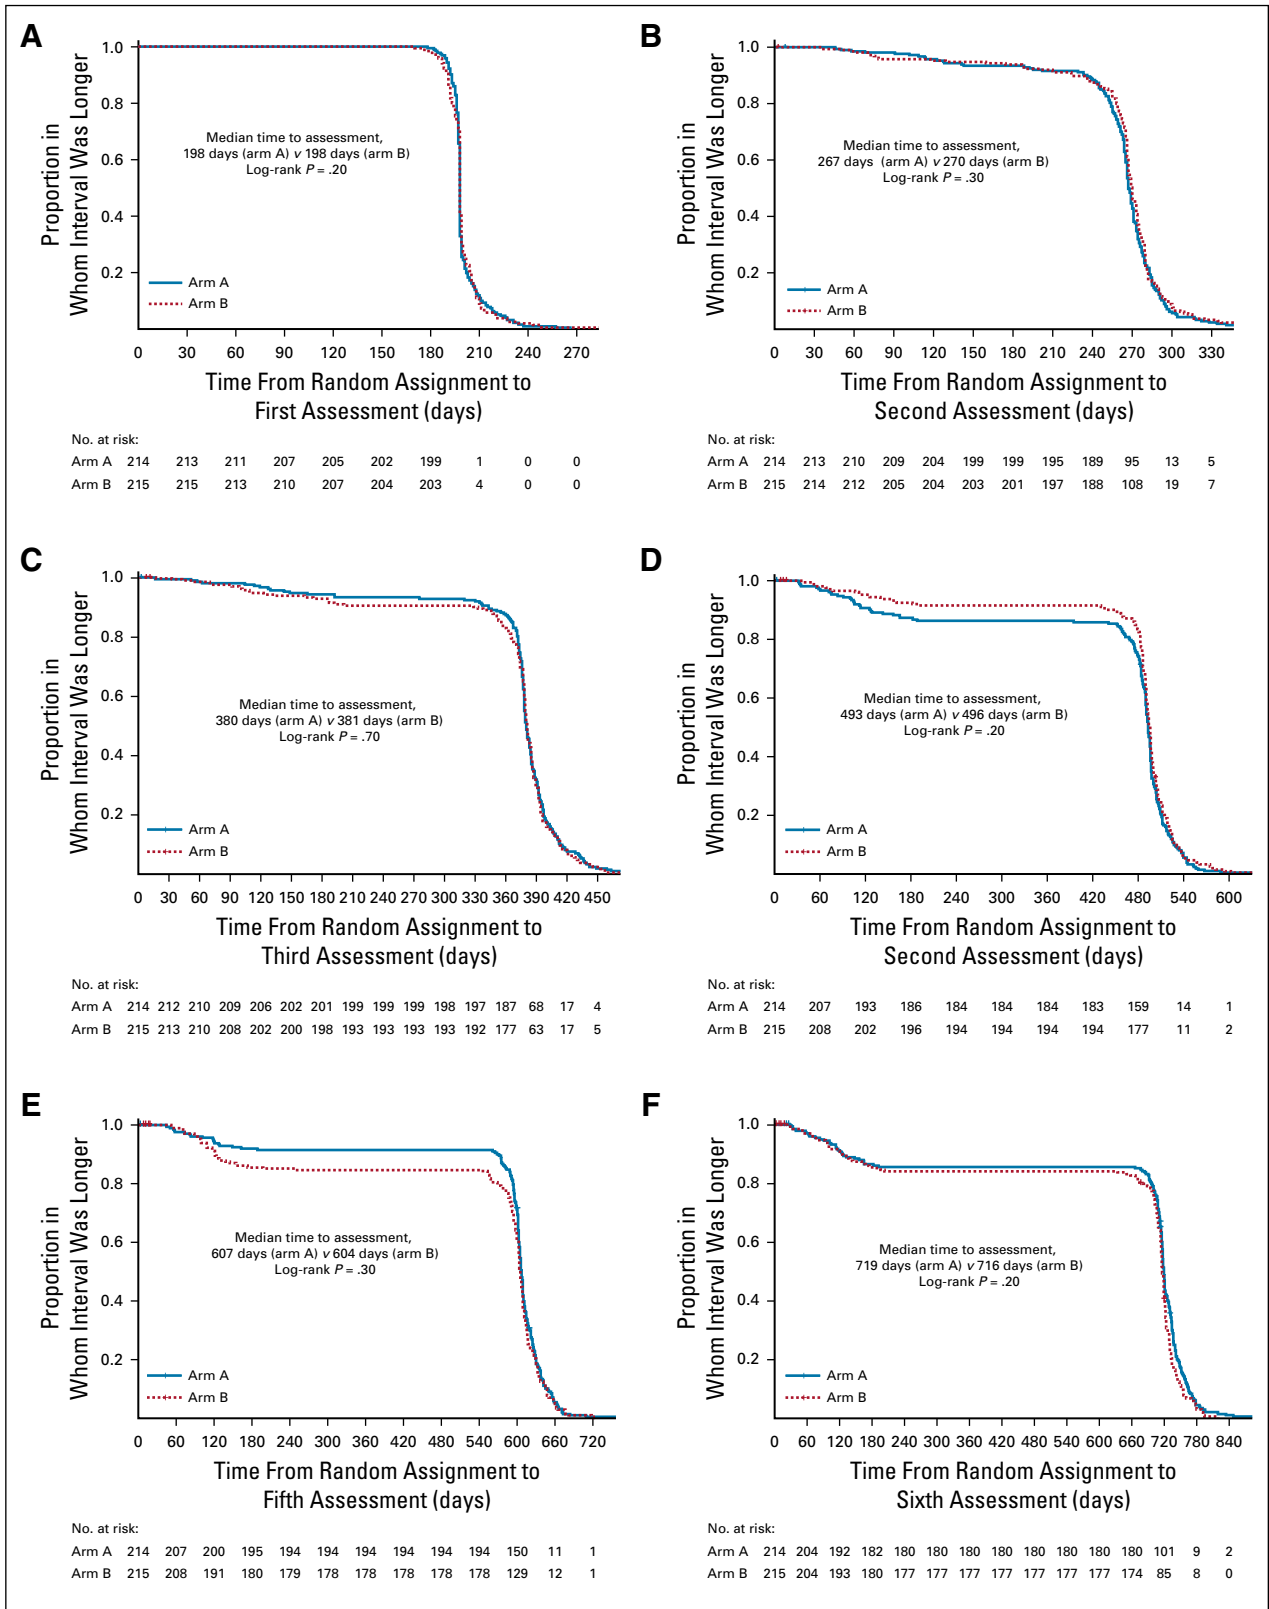 A
Proportion in
Whom Interval Was Longer
1.0
0.8
0.6
0.4
0.2
Median time to assessment,
198 days (arm A) v 198 days (arm B)
Log-rank P = .20
Arm A
Arm B
0 30 60 90 120 150 180 210 240 270
Time From Random Assignment to
First Assessment (days)
No. at risk:
Arm A 214 213 211 207 205 202 199 1 0 0
Arm B 215 215 213 210 207 204 203 4 0 0
B
Proportion in
Whom Interval Was Longer
1.0
0.8
0.6
0.4
0.2
Median time to assessment,
267 days (arm A) v 270 days (arm B)
Log-rank P = .30
Arm A
Arm B
0 30 60 90 120 150 180 210 240 270 300 330
Time From Random Assignment to
Second Assessment (days)
No. at risk:
Arm A 214 213 210 209 204 199 199 195 189 95 13 5
Arm B 215 214 212 205 204 203 201 197 188 108 19 7
C
Proportion in
Whom Interval Was Longer
1.0
0.8
0.6
0.4
0.2
Median time to assessment,
380 days (arm A) v 381 days (arm B)
Log-rank P = .70
Arm A
Arm B
0 30 60 90 120 150 180 210 240 270 300 330 360 390 420 450
Time From Random Assignment to
Third Assessment (days)
No. at risk:
Arm A 214 212 210 209 206 202 201 199 199 199 198 197 187 68 17 4
Arm B 215 213 210 208 202 200 198 193 193 193 193 192 177 63 17 5
D
Proportion in
Whom Interval Was Longer
1.0
0.8
0.6
0.4
0.2
Median time to assessment,
493 days (arm A) v 496 days (arm B)
Log-rank P = .20
Arm A
Arm B
0 60 120 180 240 300 360 420 480 540 600
Time From Random Assignment to
Second Assessment (days)
No. at risk:
Arm A 214 207 193 186 184 184 184 183 159 14 1
Arm B 215 208 202 196 194 194 194 194 177 11 2
E
Proportion in
Whom Interval Was Longer
1.0
0.8
0.6
0.4
0.2
Median time to assessment,
607 days (arm A) v 604 days (arm B)
Log-rank P = .30
Arm A
Arm B
0 60 120 180 240 300 360 420 480 540 600 660 720
Time From Random Assignment to
Fifth Assessment (days)
No. at risk:
Arm A 214 207 200 195 194 194 194 194 194 194 150 11 1
Arm B 215 208 191 180 179 178 178 178 178 178 129 12 1
F
Proportion in
Whom Interval Was Longer
1.0
0.8
0.6
0.4
0.2
Median time to assessment,
719 days (arm A) v 716 days (arm B)
Log-rank P = .20
Arm A
Arm B
0 60 120 180 240 300 360 420 480 540 600 660 720 780 840
Time From Random Assignment to
Sixth Assessment (days)
No. at risk:
Arm A 214 204 192 182 180 180 180 180 180 180 180 180 101 9 2
Arm B 215 204 193 180 177 177 177 177 177 177 177 174 85 8 0